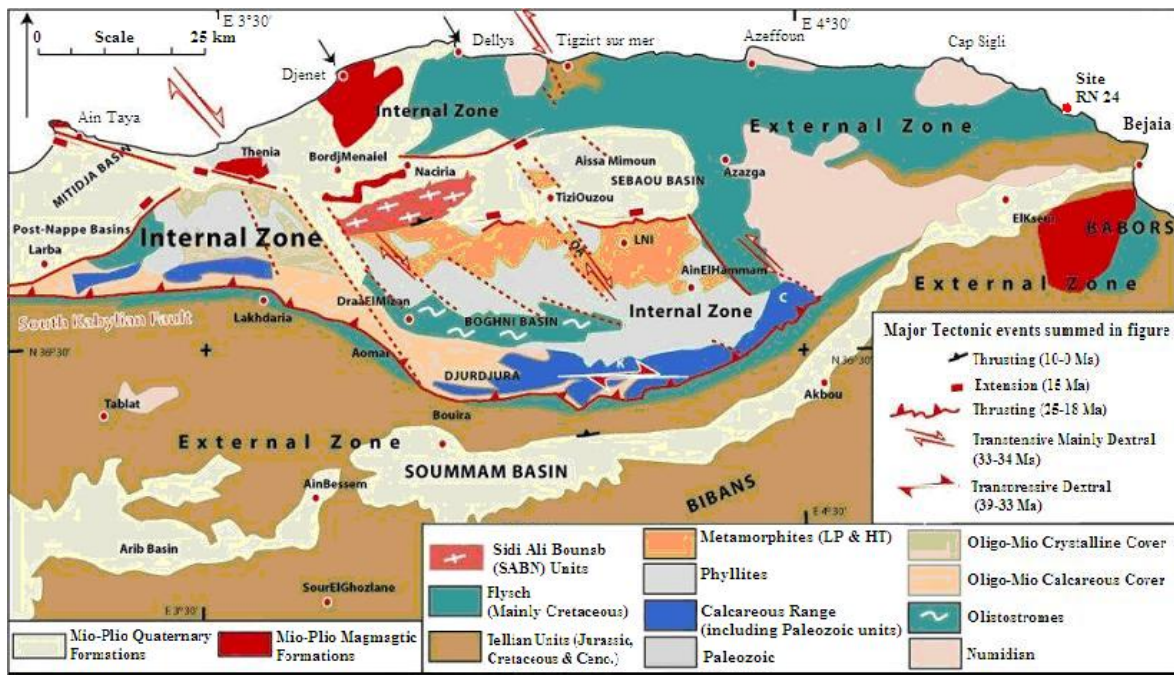 E 3°30'
E 4°30'
0 Scale 25 km
Dellys
Tigzirt sur mer
Azeffoun
Cap Sigli
Djenet
Site
RN 24
Ain Taya
Internal Zone
External Zone
Bejaia
Thenia
BordjMenaiel
Naciria
Aissa Mimoun
SEBAOU BASIN
Azazga
MITIDJA BASIN
TiziOuzou
ElKseur
Post-Nappe Basins
Larba
Internal Zone
LNI
DA
BABORS
AinElHammam
External Zone
C
DraâElMizan
BOGHNI BASIN
Internal Zone
South Kabylian Fault
Lakhdaria
N 36°30'
Aomar
K
N 36°30'
DJURDJURA
Akbou
Tablat
Bouira
External Zone
SOUMMAM BASIN
AinBessem
BIBANS
Arib Basin
E 4°30'
SourElGhozlane
E 3°30'
Major Tectonic events summed in figure
Thrusting (10-0 Ma)
Extension (15 Ma)
Thrusting (25-18 Ma)
Transtensive Mainly Dextral
(33-34 Ma)
Transpressive Dextral
(39-33 Ma)
Mio-Plio Quaternary
Formations
Mio-Plio Magmagtic
Formations
Sidi Ali Bounab
(SABN) Units
Flysch
(Mainly Cretaceous)
Tellian Units (Jurassic,
Cretaceous & Ceno.)
Metamorphites (LP & HT)
Phyllites
Calcareous Range
(including Paleozoic units)
Paleozoic
Oligo-Mio Crystalline Cover
Oligo-Mio Calcareous Cover
Olistostromes
Numidian